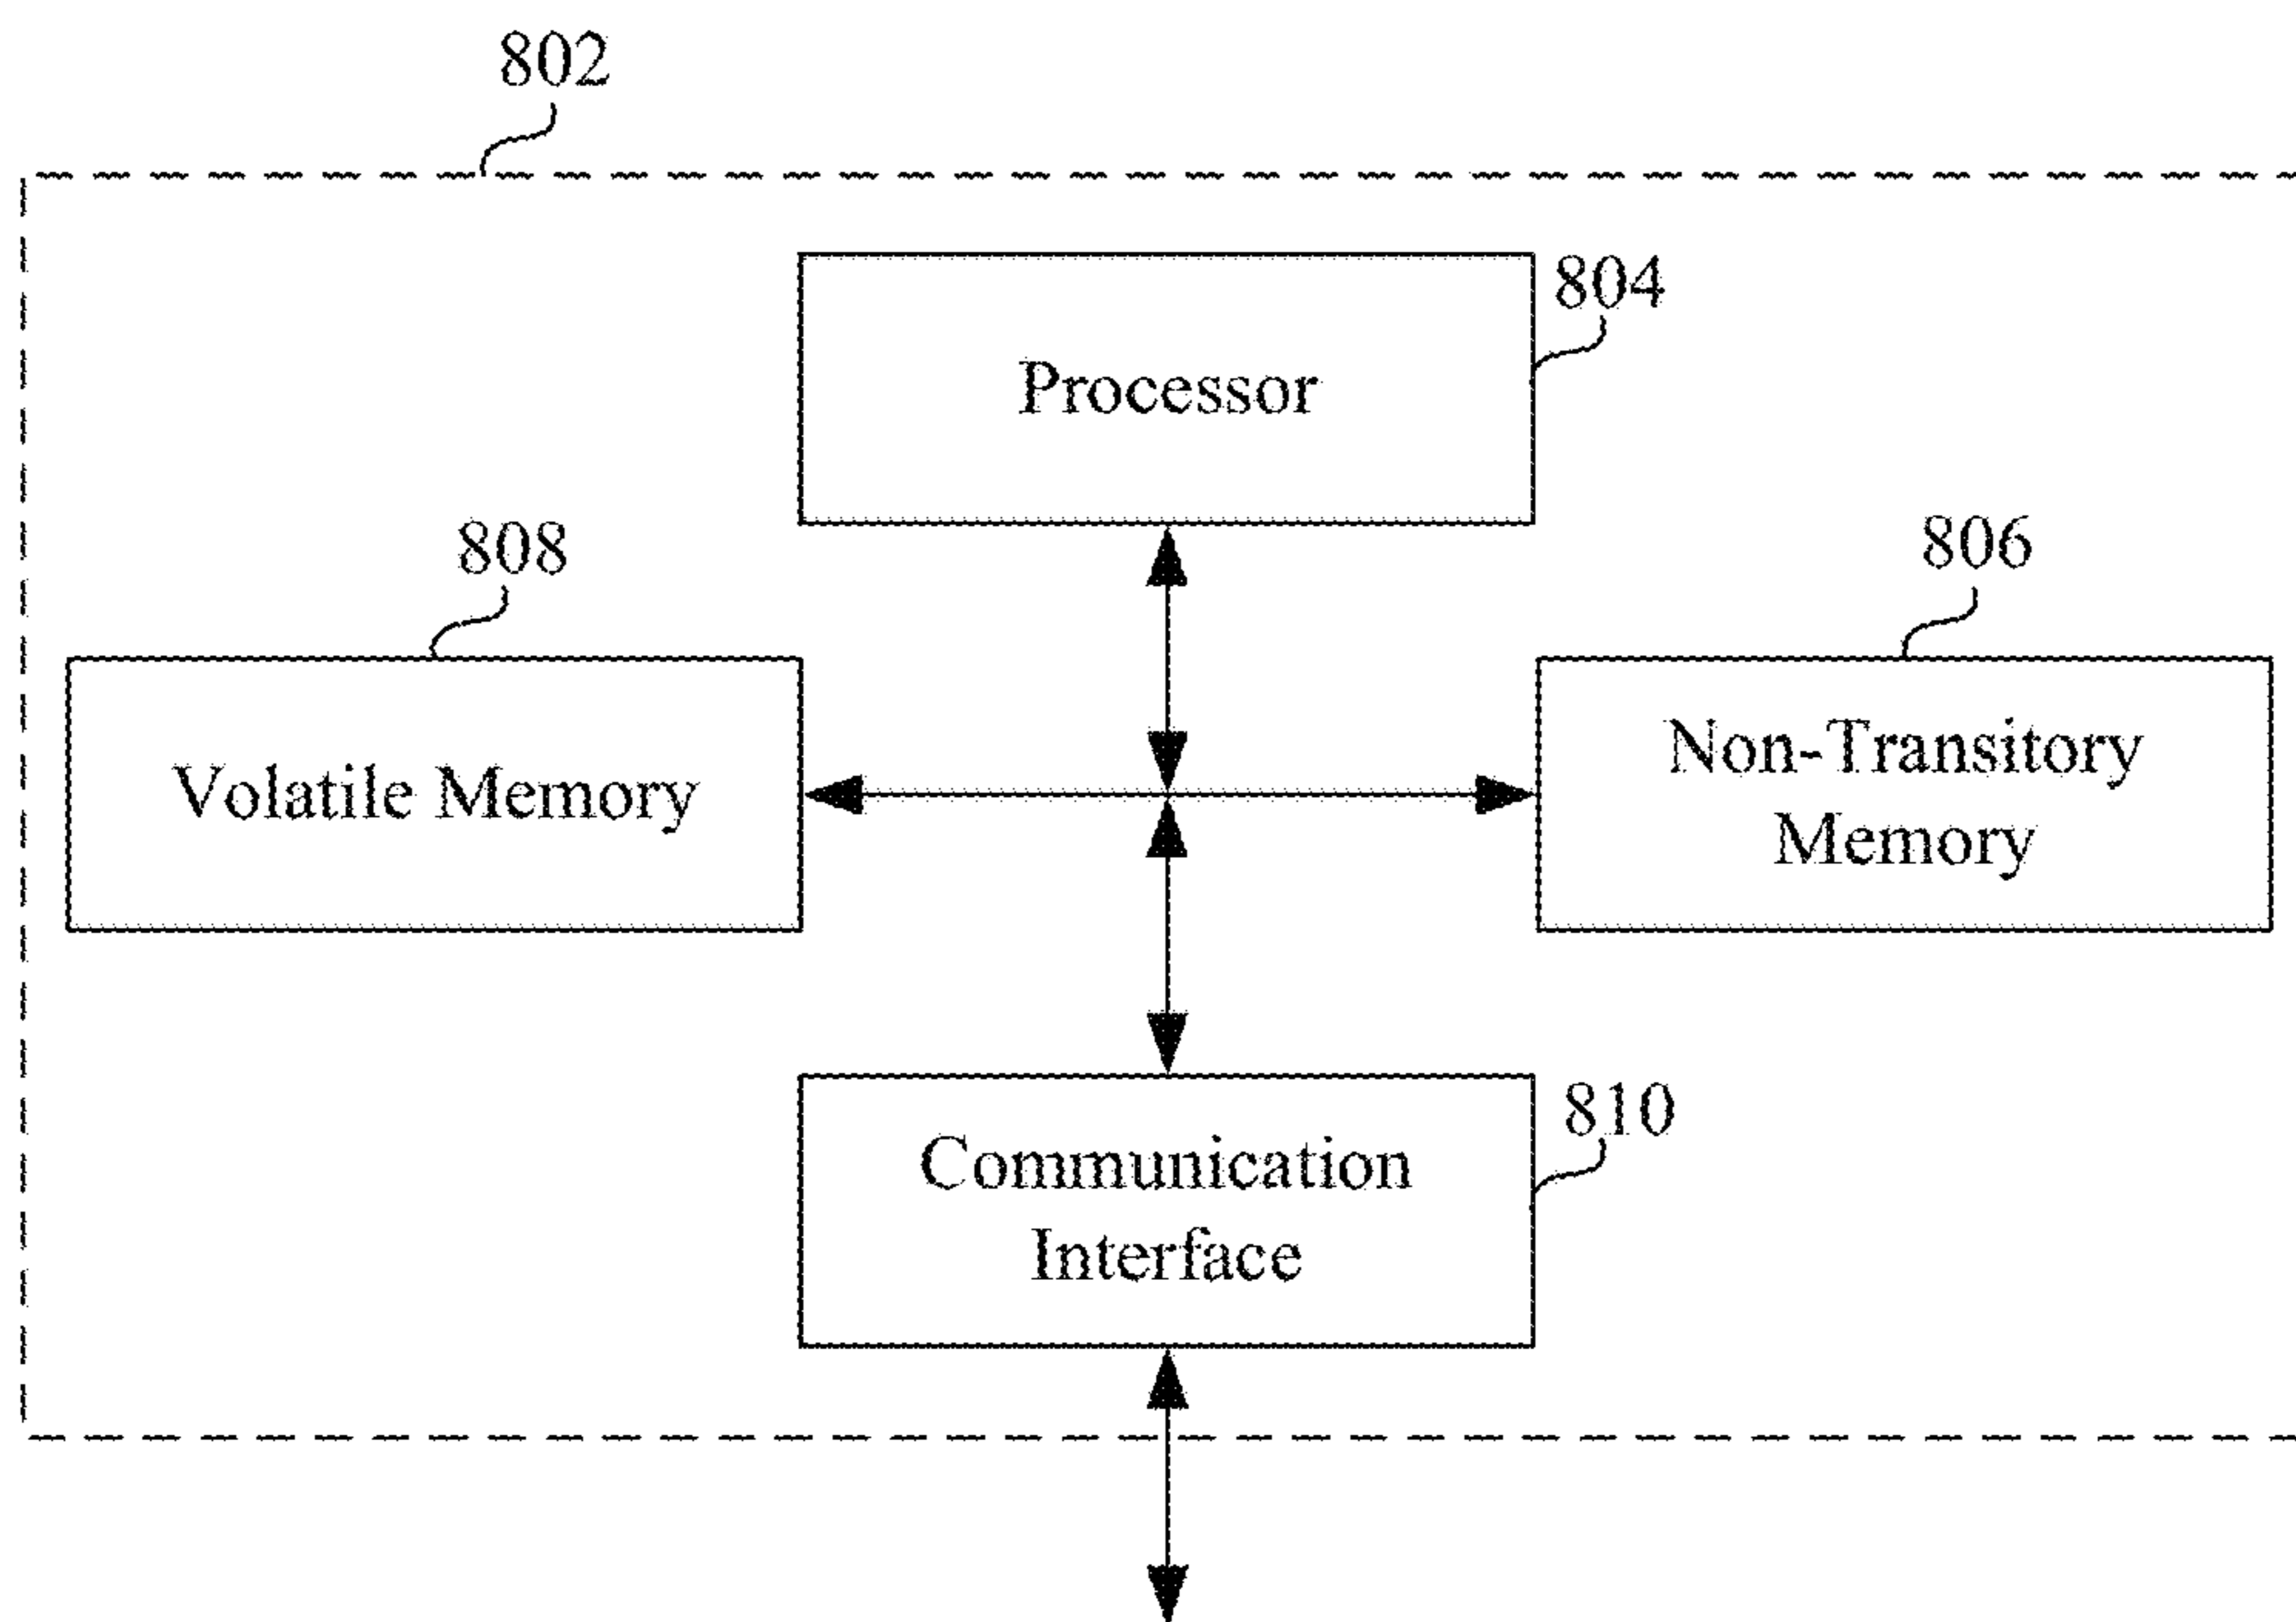 802
804
Processor
808
806
Volatile Memory
Non-Transitory
Memory
810
Communication
Interface